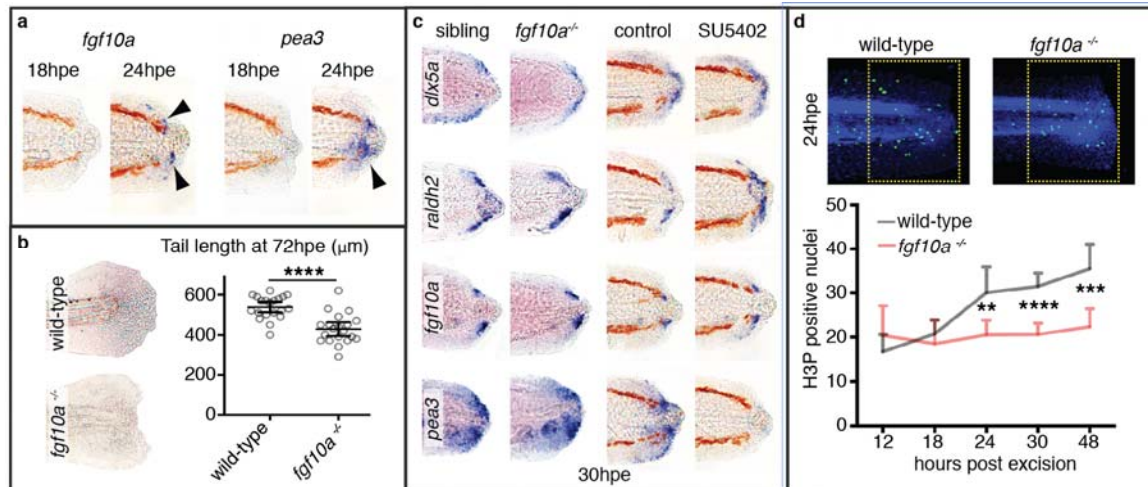 a
fgf10a pea3
18hpe 24hpe 18hpe 24hpe
b
Tail length at 72hpe (µm)
****
wild-type
fgf10a -/-
600
400
200
0
wild-type
fgf10a-/-
c
sibling fgf10a-/- control SU5402
dlx5a
raldh2
fgf10a
pea3
30hpe
d
wild-type fgf10a -/-
24hpe
wild-type
fgf10a -/-
H3P positive nuclei
50
40
30
20
10
0
** **** ***
12 18 24 30 48
hours post excision